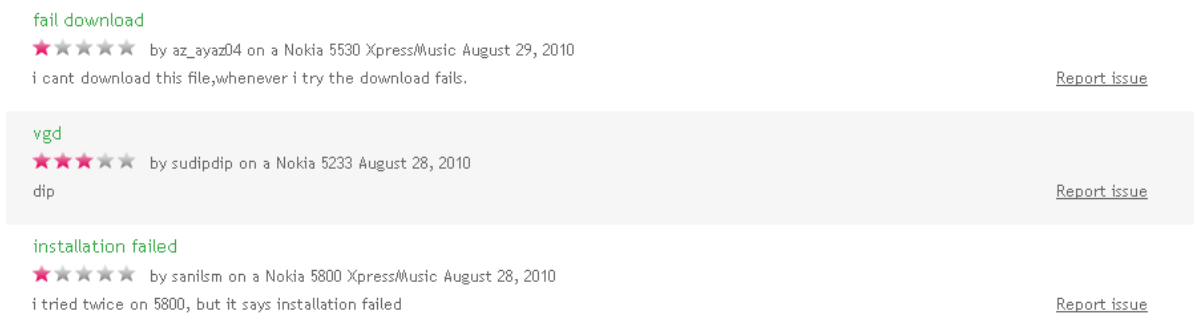 fail download
by az_ayaz04 on a Nokia 5530 XpressMusic August 29, 2010
i cant download this file,whenever i try the download fails.
Report issue
vgd
by sudipdip on a Nokia 5233 August 28, 2010
dip
Report issue
installation failed
by sanilsm on a Nokia 5800 XpressMusic August 28, 2010
i tried twice on 5800, but it says installation failed
Report issue